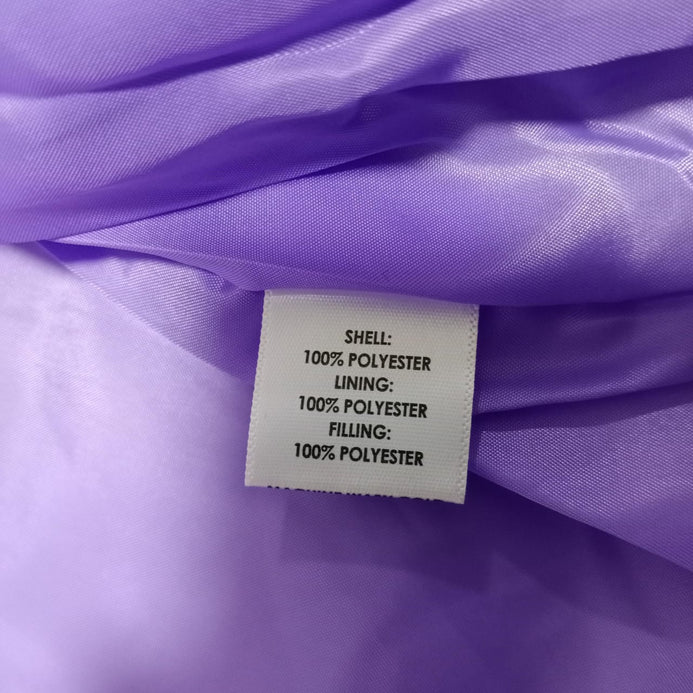 SHELL:
100% POLYESTER
LINING:
100% POLYESTER
FILLING:
100% POLYESTER